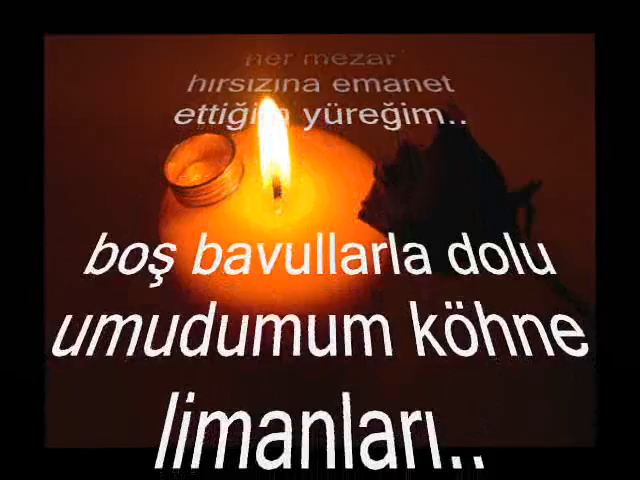 her mezar
hırsızına emanet
ettiğim yüreğim..
boş bavullarla dolu
umudumum köhne
limanları..